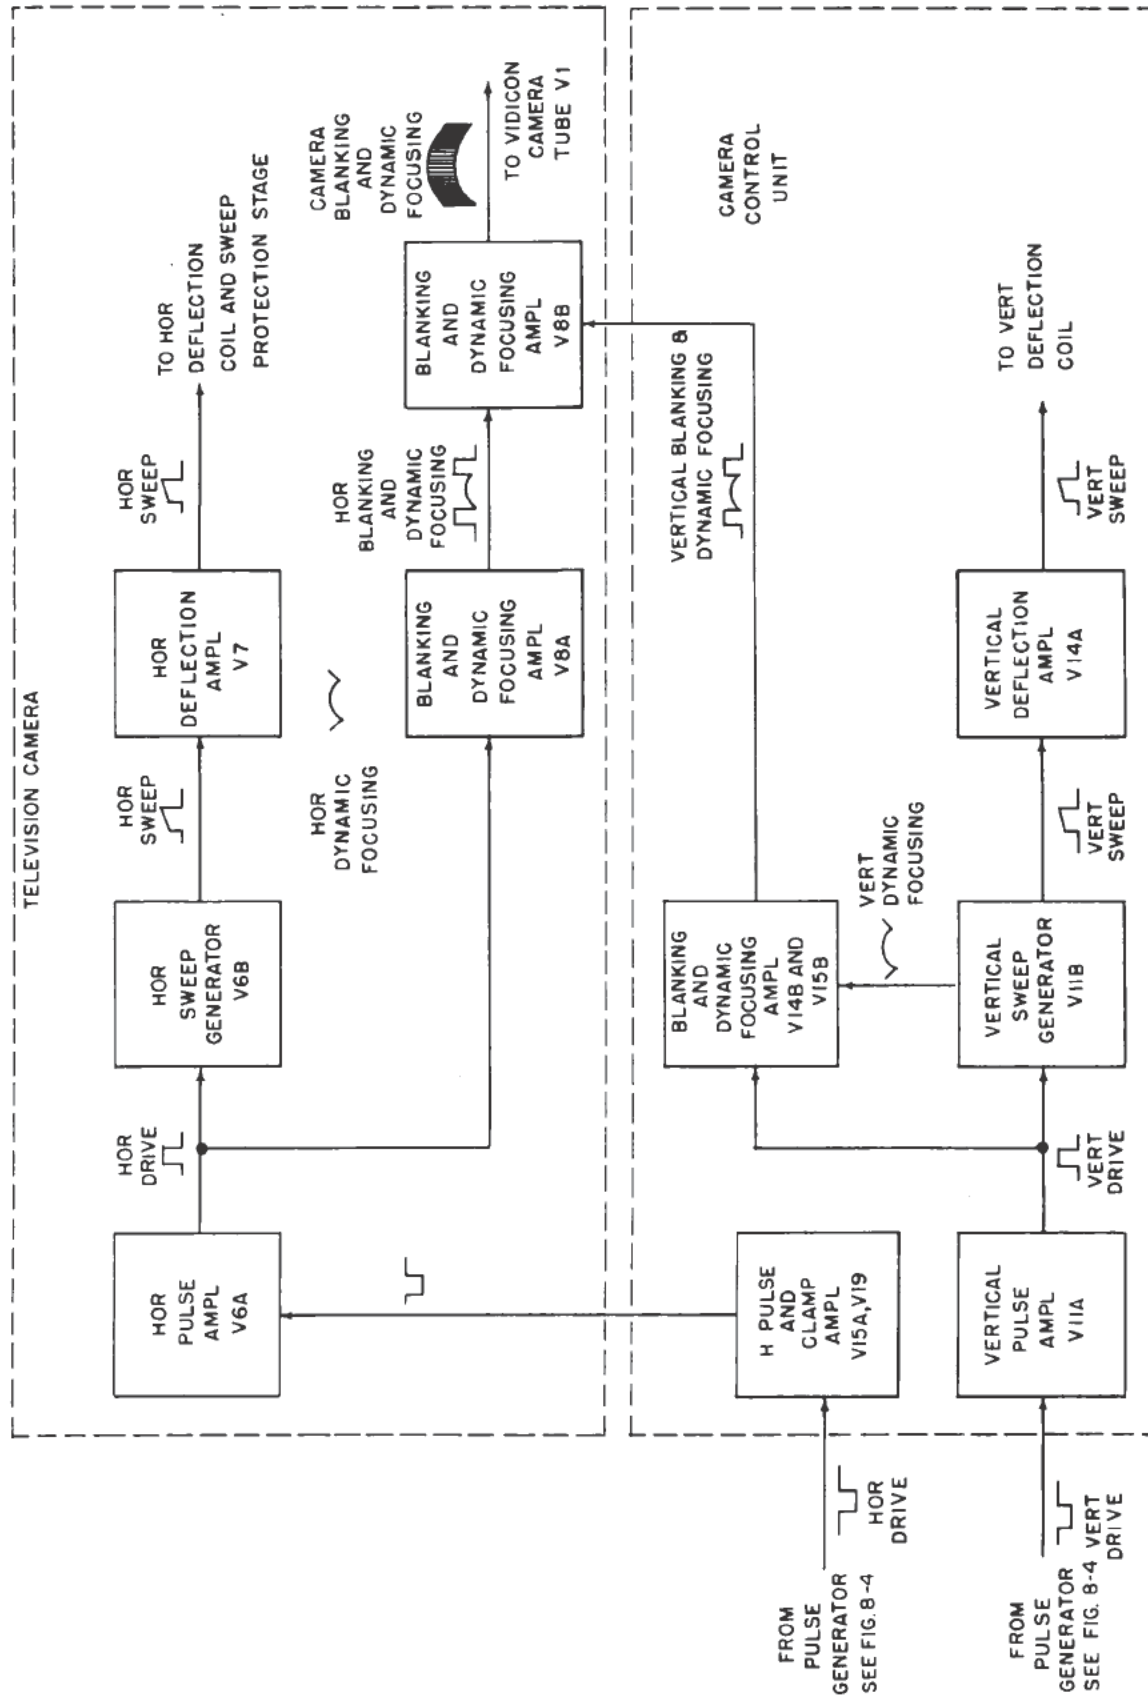 TELEVISION CAMERA
HOR
PULSE
AMPL
V6A
HOR
DRIVE
HOR
SWEEP
GENERATOR
V6B
HOR
SWEEP
HOR
DEFLECTION
AMPL
V7
HOR
SWEEP
TO HOR
DEFLECTION
COIL AND SWEEP
PROTECTION STAGE
HOR
DYNAMIC
FOCUSING
BLANKING
AND
DYNAMIC
FOCUSING
AMPL
V8A
HOR
BLANKING
AND
DYNAMIC
FOCUSING
BLANKING
AND
DYNAMIC
FOCUSING
AMPL
V8B
CAMERA
BLANKING
AND
DYNAMIC
FOCUSING
TO VIDICON
CAMERA
TUBE V1
CAMERA
CONTROL
UNIT
FROM
PULSE
GENERATOR
SEE FIG. 8-4
HOR
DRIVE
H PULSE
AND
CLAMP
AMPL
V15A, V19
BLANKING
AND
DYNAMIC
FOCUSING
AMPL
V14B AND
V15B
VERTICAL BLANKING &
DYNAMIC FOCUSING
VERT
DYNAMIC
FOCUSING
FROM
PULSE
GENERATOR
SEE FIG. 8-4
VERT
DRIVE
VERTICAL
PULSE
AMPL
V11A
VERT
DRIVE
VERTICAL
SWEEP
GENERATOR
V11B
VERT
SWEEP
VERTICAL
DEFLECTION
AMPL
V14A
VERT
SWEEP
TO VERT
DEFLECTION
COIL